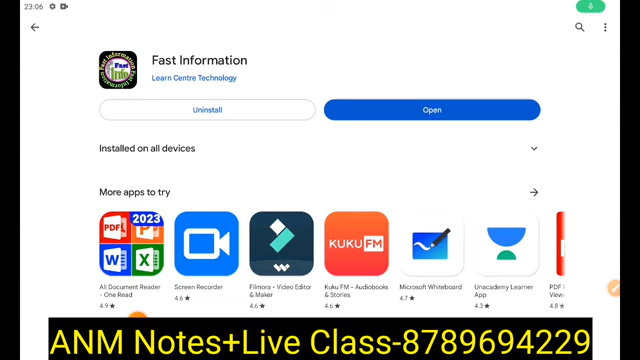 23:06
Fast Information
Learn Centre Technology
Uninstall
Open
Installed on all devices
More apps to try
2023
PDF
P
W
X
KUKU FM
All Document Reader - One Read
4.9★
Screen Recorder
4.6★
Filmora - Video Editor & Maker
4.6★
Kuku FM - Audiobooks & Stories
4.6★
Microsoft Whiteboard
4.7★
Unacademy Learner App
4.3★
PDF
View
4.8
ANM Notes+Live Class-8789694229